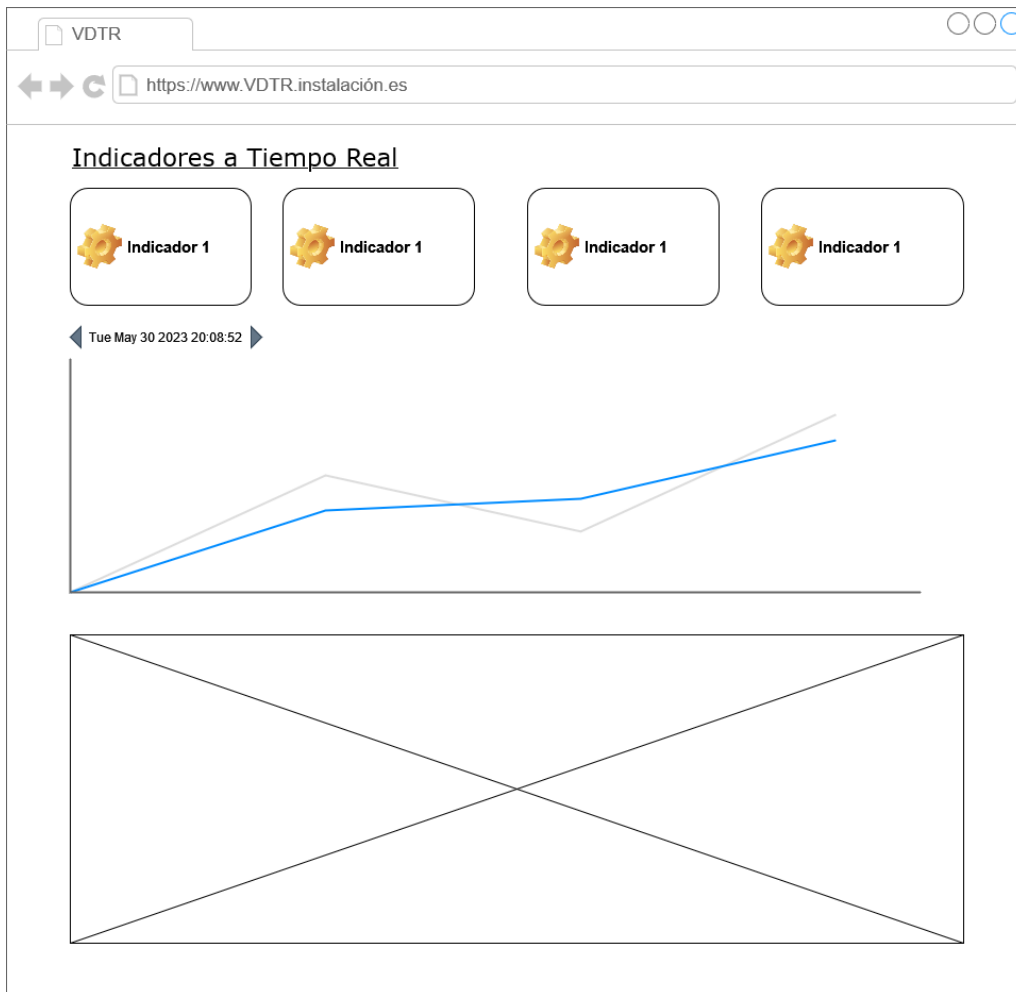 VDTR
https://www.VDTR.instalación.es
Indicadores a Tiempo Real
Indicador 1
Indicador 1
Indicador 1
Indicador 1
Tue May 30 2023 20:08:52